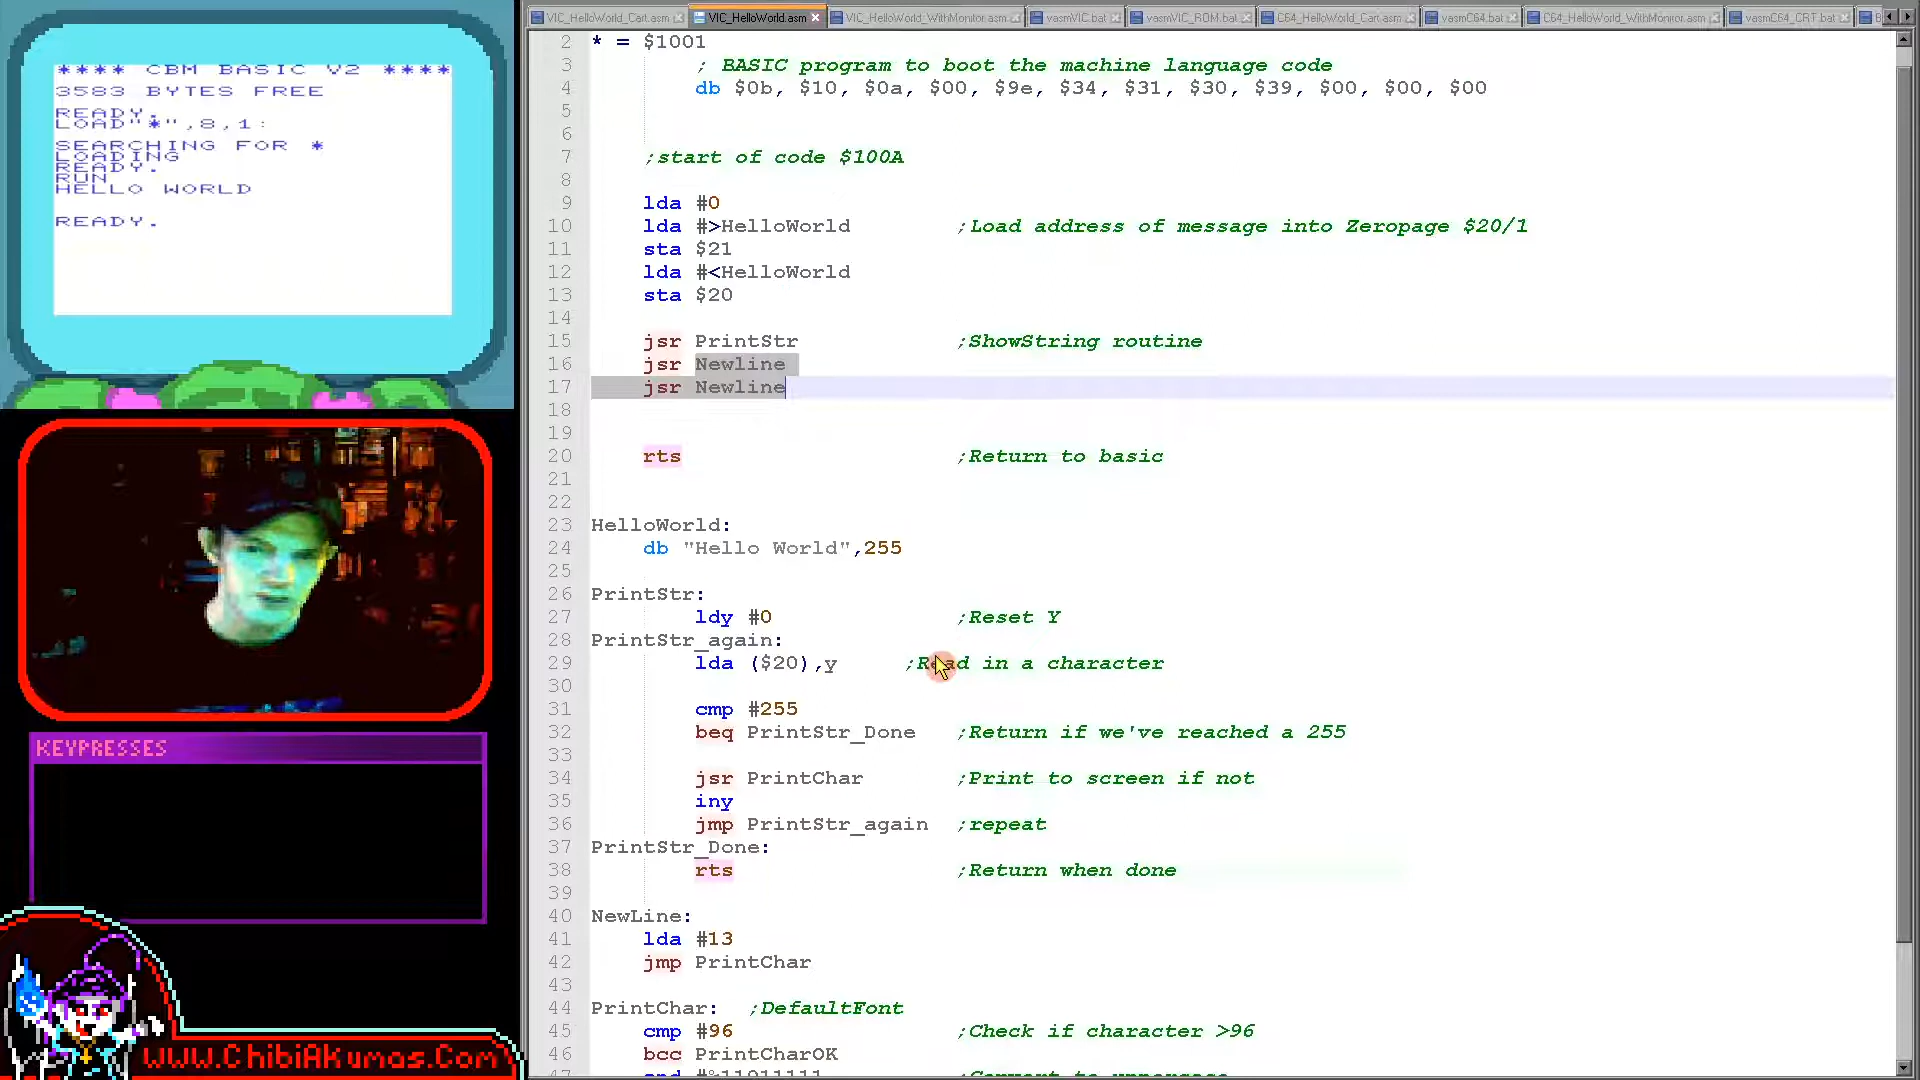 **** CBM BASIC V2 ****
3583 BYTES FREE
READY.
LOAD"*",8,1:
SEARCHING FOR *
LOADING
READY.
RUN
HELLO WORLD
READY.
KEYPRESSES
WWW.ChibiAkumas.Com
VIC_HelloWorld_Cart.asm VIC_HelloWorld.asm VIC_HelloWorld_WithMonitor.asm vasmVIC.bat vasmVIC_ROM.bat C64_HelloWorld_Cart.asm vasmC64.bat C64_HelloWorld_WithMonitor.asm vasmC64_CRT.bat
2 * = $1001
3 ; BASIC program to boot the machine language code
4 db $0b, $10, $0a, $00, $9e, $34, $31, $30, $39, $00, $00, $00
5
6
7 ;start of code $100A
8
9 lda #0
10 lda #>HelloWorld ;Load address of message into Zeropage $20/1
11 sta $21
12 lda #<HelloWorld
13 sta $20
14
15 jsr PrintStr ;ShowString routine
16 jsr Newline
17 jsr Newline
18
19
20 rts ;Return to basic
21
22
23 HelloWorld:
24 db "Hello World",255
25
26 PrintStr:
27 ldy #0 ;Reset Y
28 PrintStr_again:
29 lda ($20),y ;Read in a character
30
31 cmp #255
32 beq PrintStr_Done ;Return if we've reached a 255
33
34 jsr PrintChar ;Print to screen if not
35 iny
36 jmp PrintStr_again ;repeat
37 PrintStr_Done:
38 rts ;Return when done
39
40 NewLine:
41 lda #13
42 jmp PrintChar
43
44 PrintChar: ;DefaultFont
45 cmp #96 ;Check if character >96
46 bcc PrintCharOK